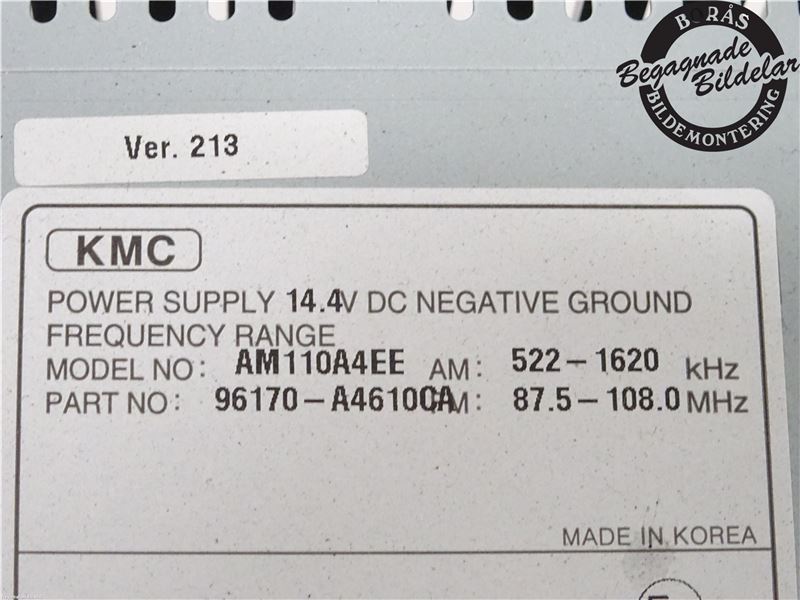 BORÅS
Begagnade
Bildelar
BILDEMONTERING
Ver. 213
KMC
POWER SUPPLY 14.4V DC NEGATIVE GROUND
FREQUENCY RANGE
MODEL NO: AM110A4EE AM: 522-1620 kHz
PART NO: 96170-A4610CA FM: 87.5-108.0 MHz
MADE IN KOREA